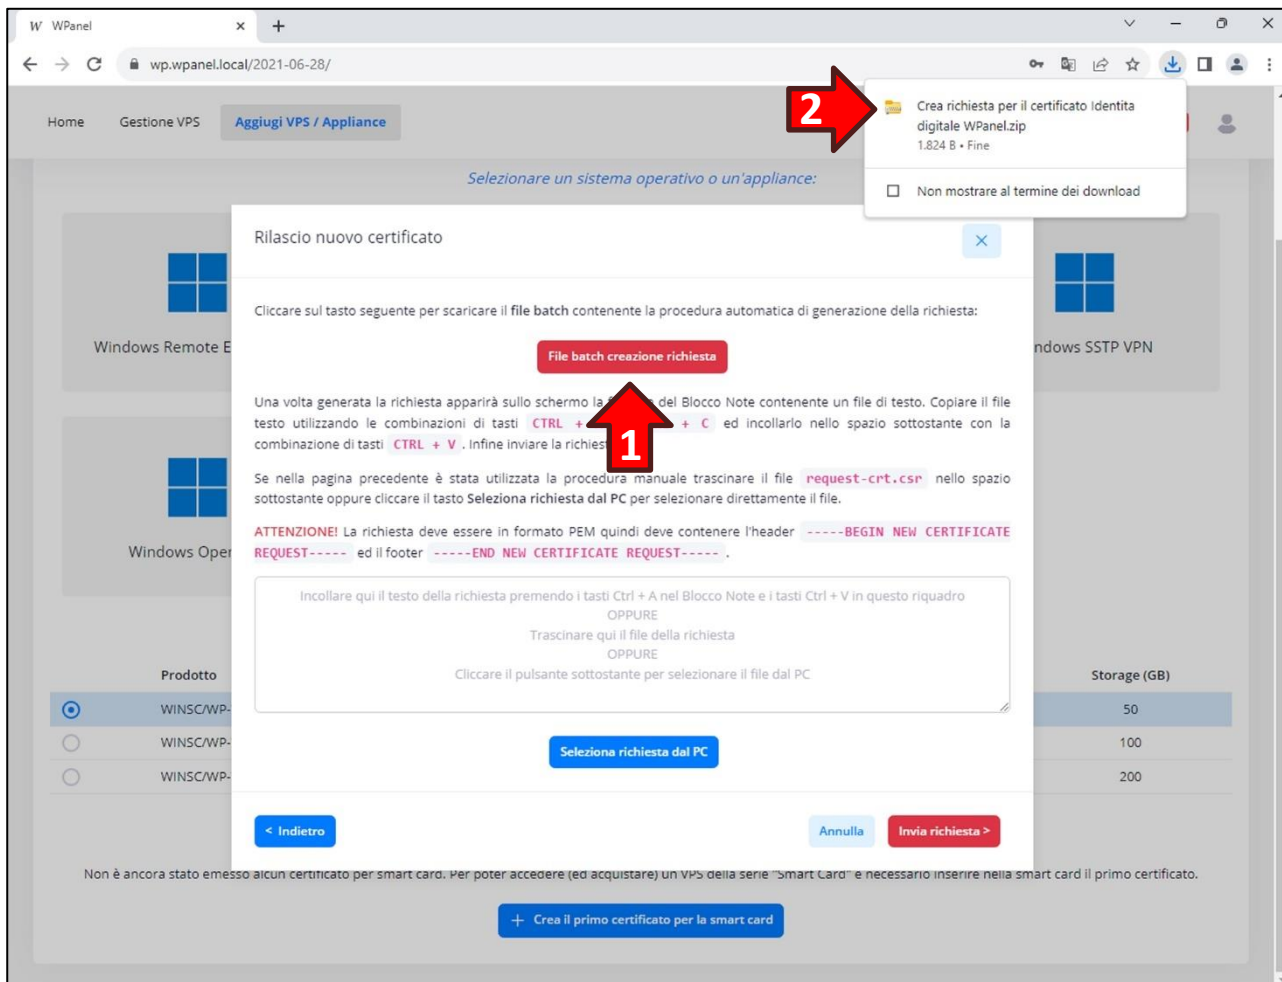 W WPanel
wp.wpanel.local/2021-06-28/
Home Gestione VPS Aggiugi VPS / Appliance
2
Crea richiesta per il certificato Identita
digitale WPanel.zip
1.824 B • Fine
Non mostrare al termine dei download
Selezionare un sistema operativo o un'appliance:
Rilascio nuovo certificato
Cliccare sul tasto seguente per scaricare il file batch contenente la procedura automatica di generazione della richiesta:
Windows Remote E
ndows SSTP VPN
File batch creazione richiesta
Una volta generata la richiesta apparirà sullo schermo la del Blocco Note contenente un file di testo. Copiare il file
testo utilizzando le combinazioni di tasti CTRL + + C ed incollarlo nello spazio sottostante con la
combinazione di tasti CTRL + V . Infine inviare la richies
1
Se nella pagina precedente è stata utilizzata la procedura manuale trascinare il file request-crt.csr nello spazio
sottostante oppure cliccare il tasto Seleziona richiesta dal PC per selezionare direttamente il file.
ATTENZIONE! La richiesta deve essere in formato PEM quindi deve contenere l'header -----BEGIN NEW CERTIFICATE
REQUEST----- ed il footer -----END NEW CERTIFICATE REQUEST----- .
Windows Oper
Incollare qui il testo della richiesta premendo i tasti Ctrl + A nel Blocco Note e i tasti Ctrl + V in questo riquadro
OPPURE
Trascinare qui il file della richiesta
OPPURE
Cliccare il pulsante sottostante per selezionare il file dal PC
Prodotto Storage (GB)
WINSC/WP- 50
WINSC/WP- 100
WINSC/WP- 200
Seleziona richiesta dal PC
< Indietro Annulla Invia richiesta >
Non è ancora stato emesso alcun certificato per smart card. Per poter accedere (ed acquistare) un VPS della serie "Smart Card" è necessario inserire nella smart card il primo certificato.
+ Crea il primo certificato per la smart card